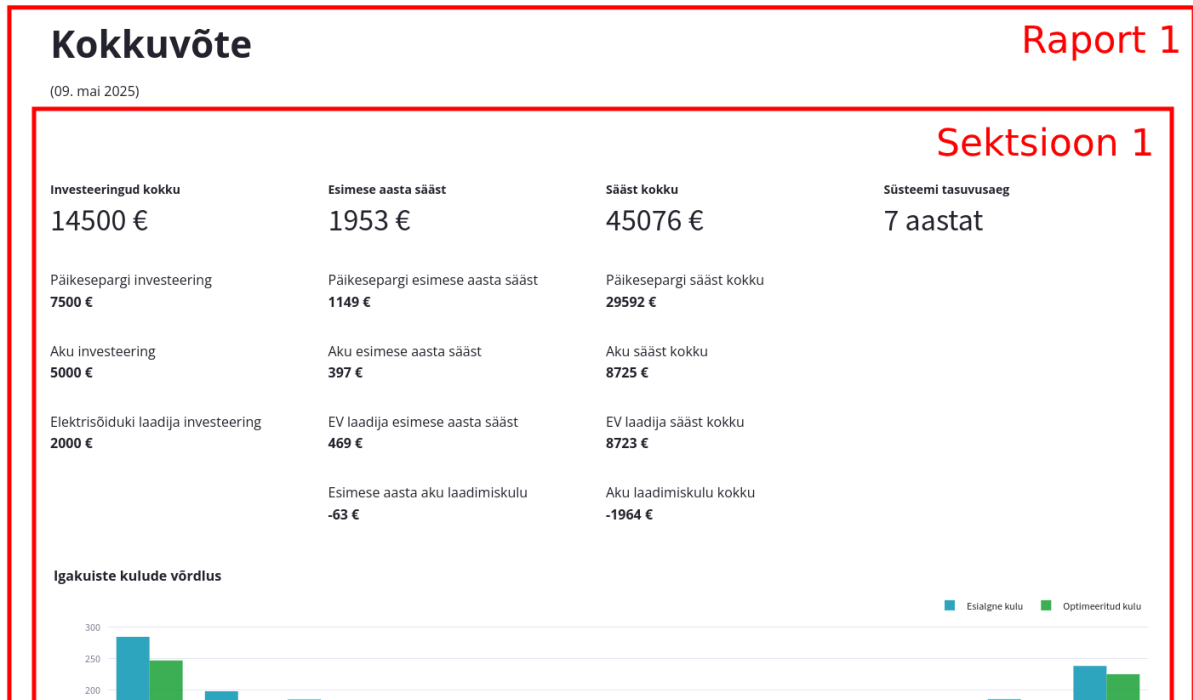 Kokkuvõte
Raport 1
(09. mai 2025)
Sektsioon 1
Investeeringud kokku
14500 €
Esimese aasta sääst
1953 €
Sääst kokku
45076 €
Süsteemi tasuvusaeg
7 aastat
Päikesepargi investeering
7500 €
Päikesepargi esimese aasta sääst
1149 €
Päikesepargi sääst kokku
29592 €
Aku investeering
5000 €
Aku esimese aasta sääst
397 €
Aku sääst kokku
8725 €
Elektrisõiduki laadija investeering
2000 €
EV laadija esimese aasta sääst
469 €
EV laadija sääst kokku
8723 €
Esimese aasta aku laadimiskulu
-63 €
Aku laadimiskulu kokku
-1964 €
Igakuiste kulude võrdlus
Esialgne kulu
Optimeeritud kulu
300
250
200